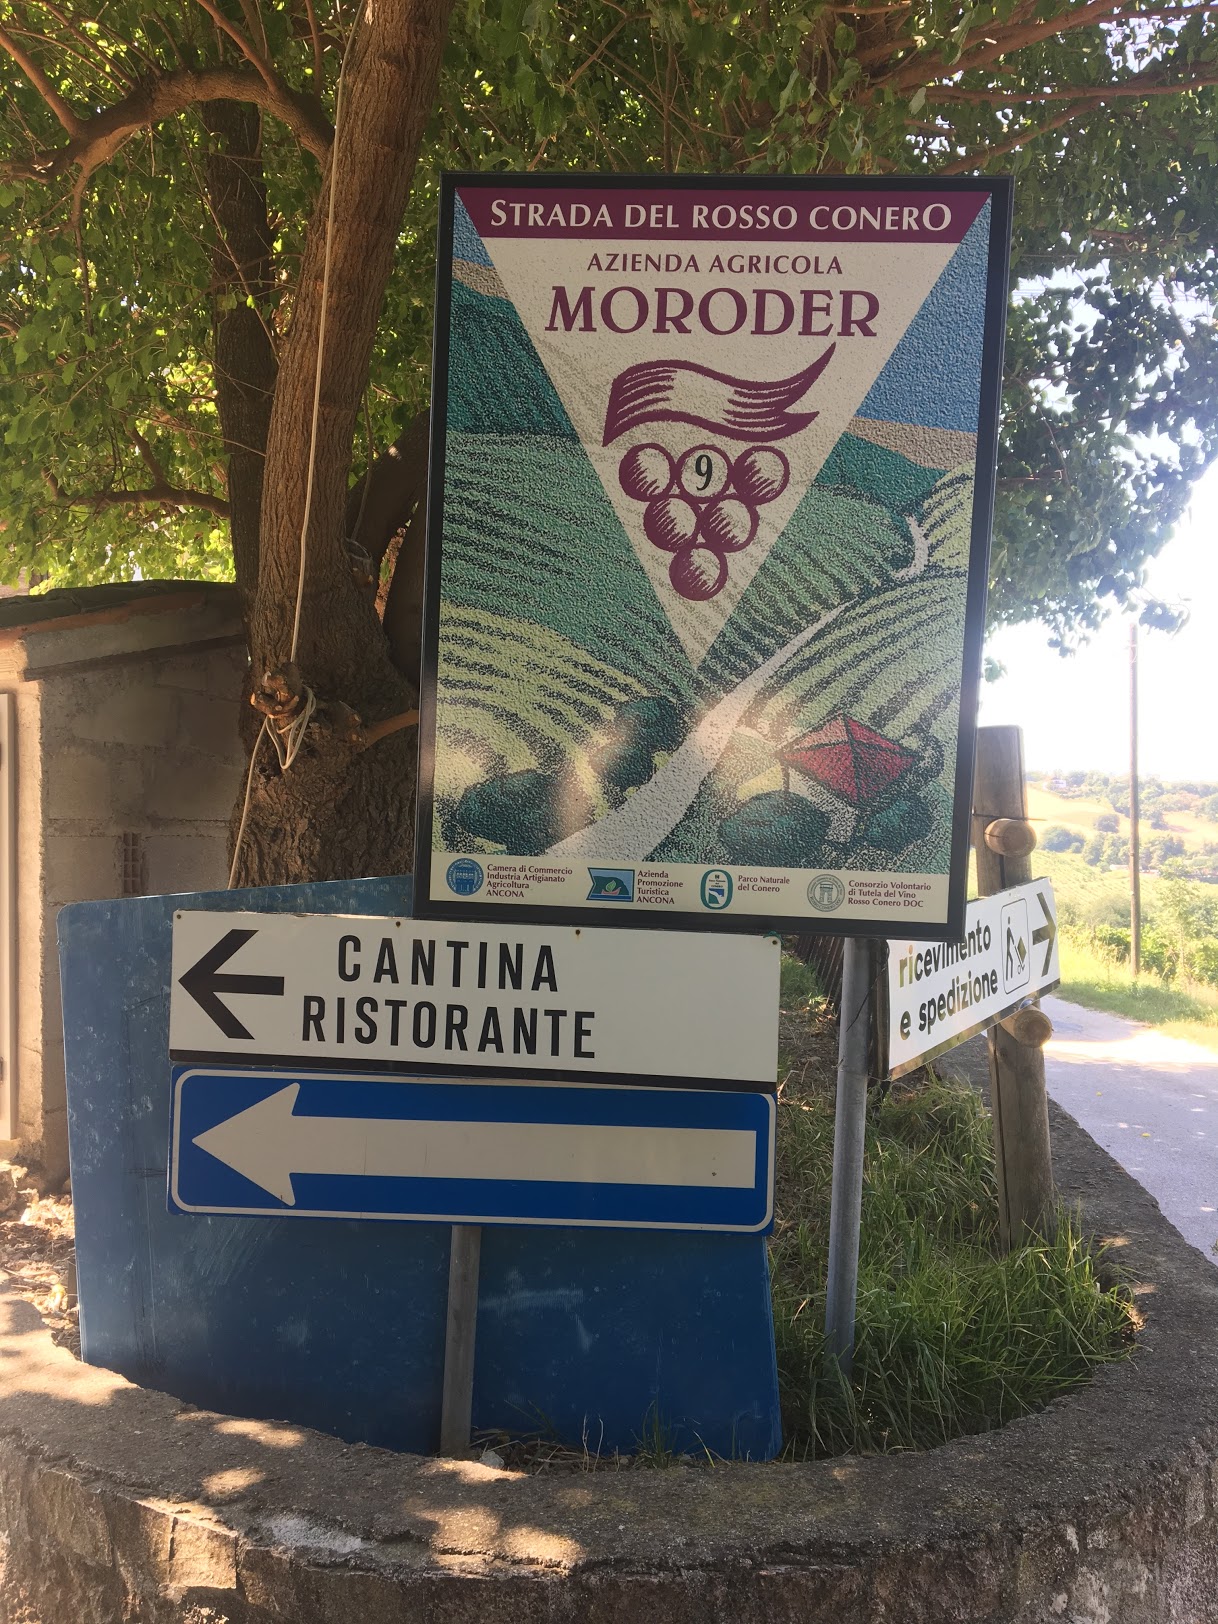 STRADA DEL ROSSO CONERO
AZIENDA AGRICOLA
MORODER
9
Camera di Commercio
Industria Artigianato
Agricoltura
ANCONA
Azienda
Promozione
Turistica
ANCONA
Parco Naturale
del Conero
Consorzio Volontario
di Tutela del Vino
Rosso Conero DOC
CANTINA
RISTORANTE
ricevimento
e spedizione